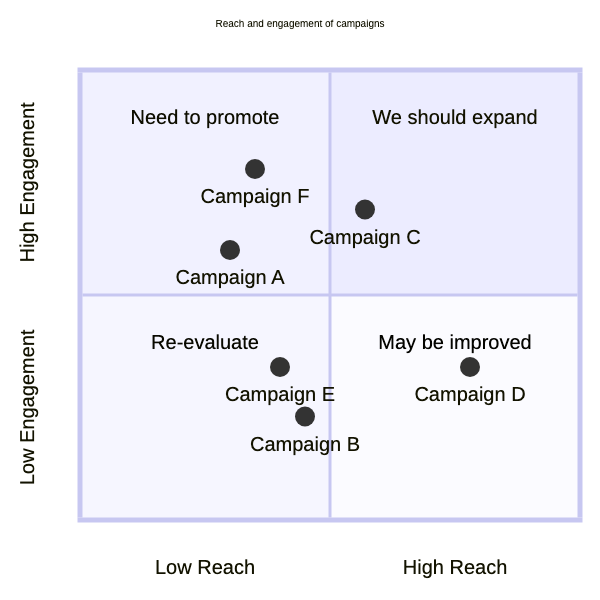 Reach and engagement of campaigns
High Engagement
Low Engagement
Need to promote
We should expand
Campaign F
Campaign C
Campaign A
Re-evaluate
May be improved
Campaign E
Campaign D
Campaign B
Low Reach
High Reach